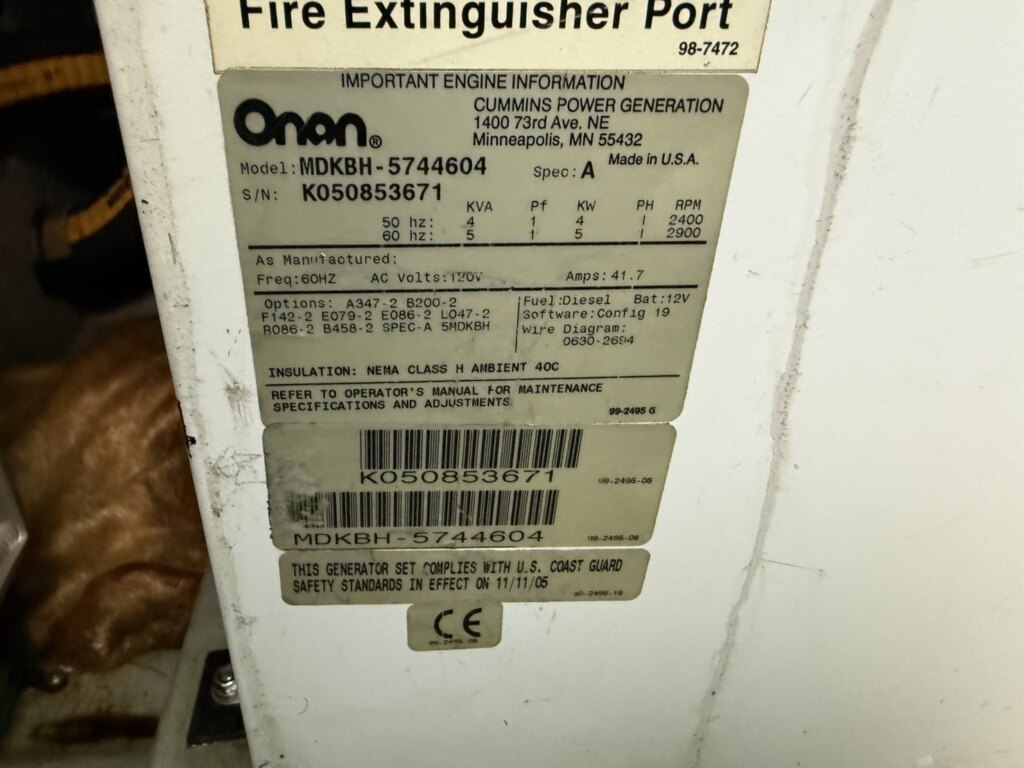 Fire Extinguisher Port
98-7472
IMPORTANT ENGINE INFORMATION
Onan®
CUMMINS POWER GENERATION
1400 73rd Ave. NE
Minneapolis, MN 55432
Made in U.S.A.
Model: MDKBH-5744604 Spec: A
S/N: K050853671
KVA Pf KW PH RPM
50 hz: 4 1 4 1 2400
60 hz: 5 1 5 1 2900
As Manufactured:
Freq:60HZ AC Volts:120V Amps:41.7
Options: A347-2 B200-2
F142-2 E079-2 E086-2 L047-2
R086-2 B458-2 SPEC-A 5MDKBH
Fuel:Diesel Bat:12V
Software:Config 19
Wire Diagram:
0630-2694
INSULATION: NEMA CLASS H AMBIENT 40C
REFER TO OPERATOR'S MANUAL FOR MAINTENANCE
SPECIFICATIONS AND ADJUSTMENTS
99-2495 G
K050853671
99-2495-05
MDKBH-5744604
99-2495-06
THIS GENERATOR SET COMPLIES WITH U.S. COAST GUARD
SAFETY STANDARDS IN EFFECT ON 11/11/05
CE